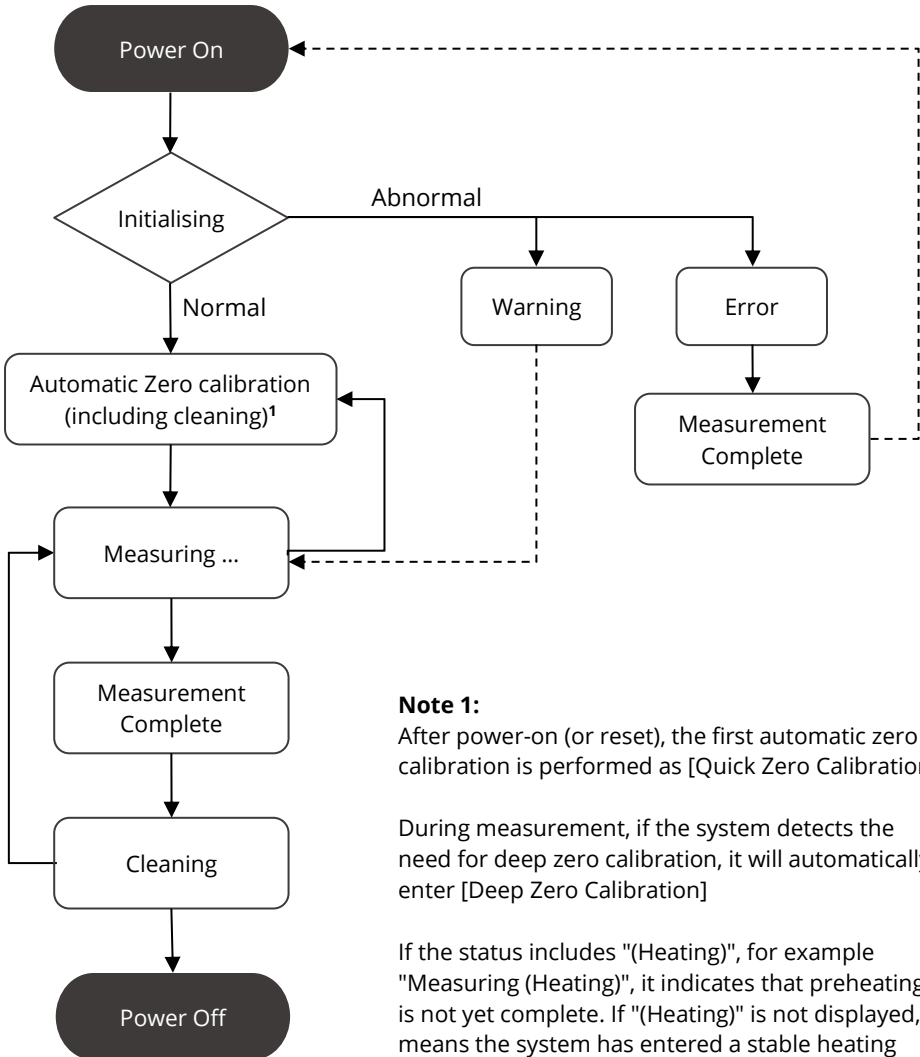 Power On
Initialising
Abnormal
Normal
Warning
Error
Automatic Zero calibration
(including cleaning)¹
Measurement
Complete
Measuring ...
Measurement
Complete
Cleaning
Power Off
Note 1:
After power-on (or reset), the first automatic zero
calibration is performed as [Quick Zero Calibration
During measurement, if the system detects the
need for deep zero calibration, it will automatically
enter [Deep Zero Calibration]
If the status includes "(Heating)", for example
"Measuring (Heating)", it indicates that preheating
is not yet complete. If "(Heating)" is not displayed,
means the system has entered a stable heating